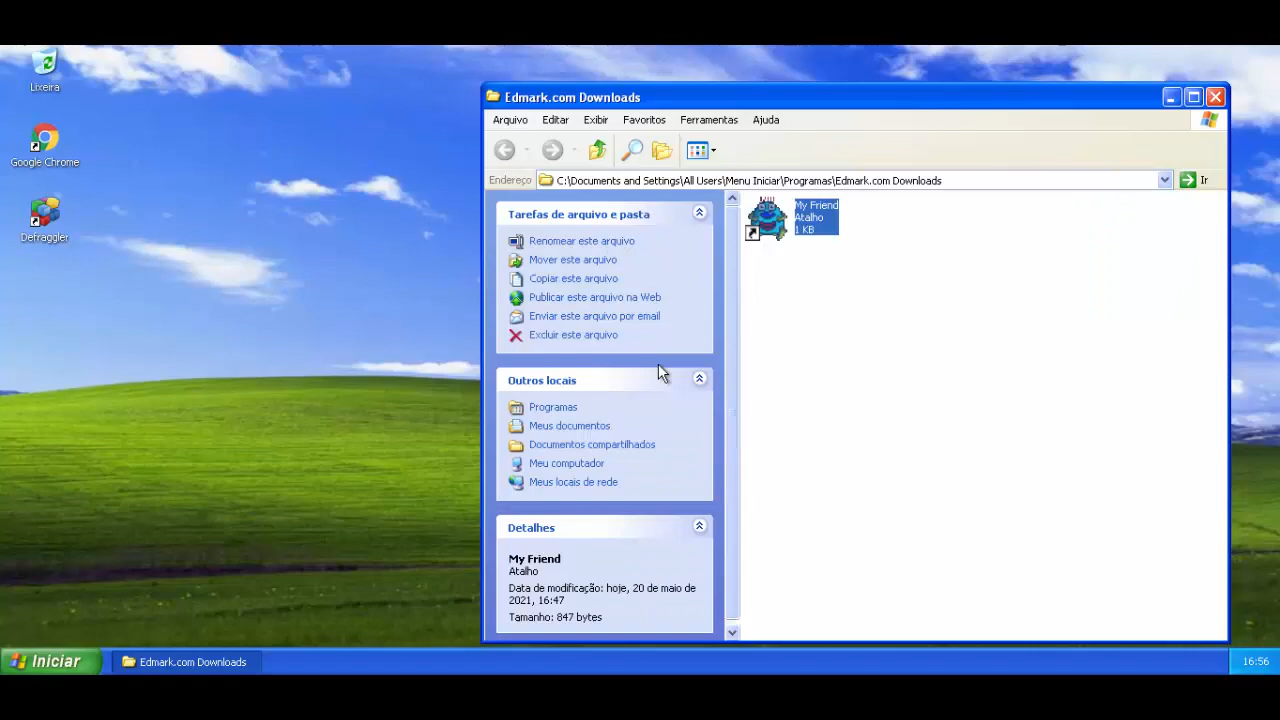 Lixeira
Google Chrome
Defraggler
Edmark.com Downloads
Arquivo Editar Exibir Favoritos Ferramentas Ajuda
Endereço C:\Documents and Settings\All Users\Menu Iniciar\Programas\Edmark.com Downloads Ir
Tarefas de arquivo e pasta
Renomear este arquivo
Mover este arquivo
Copiar este arquivo
Publicar este arquivo na Web
Enviar este arquivo por email
Excluir este arquivo
Outros locais
Programas
Meus documentos
Documentos compartilhados
Meu computador
Meus locais de rede
Detalhes
My Friend
Atalho
Data de modificação: hoje, 20 de maio de
2021, 16:47
Tamanho: 847 bytes
My Friend
Atalho
1 KB
Iniciar
Edmark.com Downloads
16:56